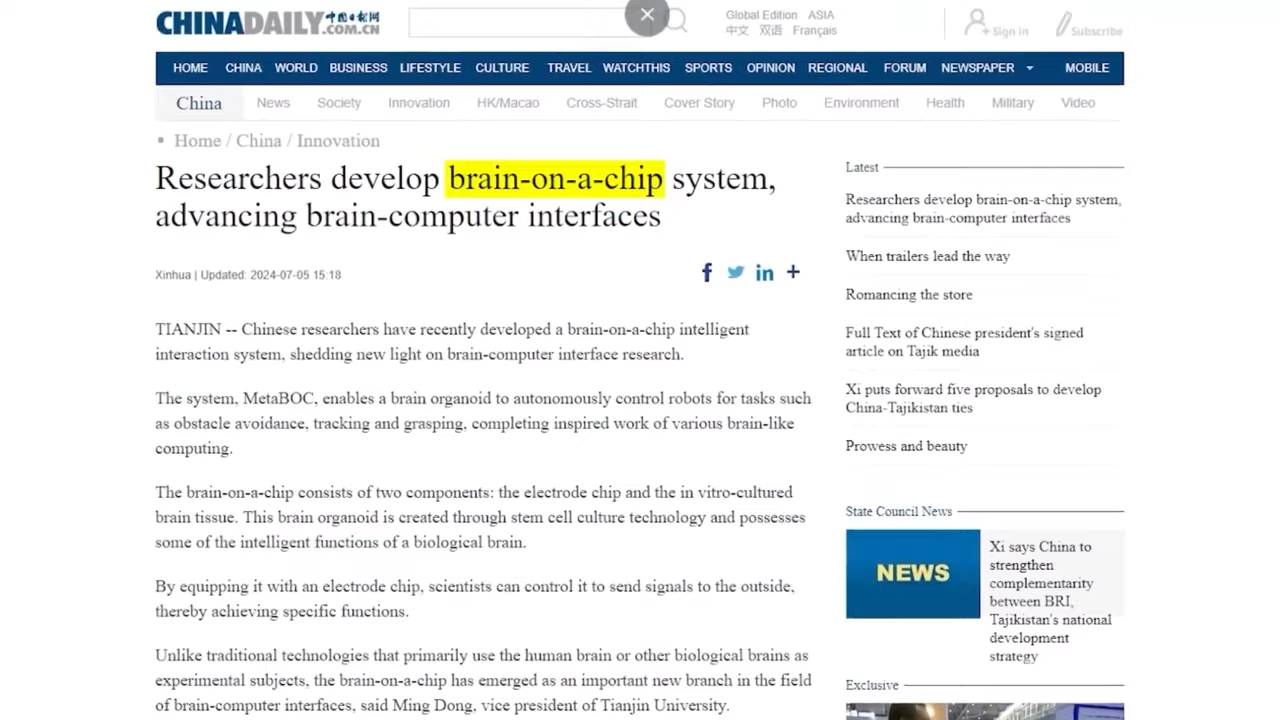 CHINADAILY 中国日报网
.COM.CN
Global Edition ASIA
中文 双语 Français
Sign In
Subscribe
HOME CHINA WORLD BUSINESS LIFESTYLE CULTURE TRAVEL WATCHTHIS SPORTS OPINION REGIONAL FORUM NEWSPAPER MOBILE
China News Society Innovation HK/Macao Cross-Strait Cover Story Photo Environment Health Military Video
Home / China / Innovation
Researchers develop brain-on-a-chip system,
advancing brain-computer interfaces
Xinhua | Updated: 2024-07-05 15:18
TIANJIN -- Chinese researchers have recently developed a brain-on-a-chip intelligent
interaction system, shedding new light on brain-computer interface research.
The system, MetaBOC, enables a brain organoid to autonomously control robots for tasks such
as obstacle avoidance, tracking and grasping, completing inspired work of various brain-like
computing.
The brain-on-a-chip consists of two components: the electrode chip and the in vitro-cultured
brain tissue. This brain organoid is created through stem cell culture technology and possesses
some of the intelligent functions of a biological brain.
By equipping it with an electrode chip, scientists can control it to send signals to the outside,
thereby achieving specific functions.
Unlike traditional technologies that primarily use the human brain or other biological brains as
experimental subjects, the brain-on-a-chip has emerged as an important new branch in the field
of brain-computer interfaces, said Ming Dong, vice president of Tianjin University.
Latest
Researchers develop brain-on-a-chip system,
advancing brain-computer interfaces
When trailers lead the way
Romancing the store
Full Text of Chinese president's signed
article on Tajik media
Xi puts forward five proposals to develop
China-Tajikistan ties
Prowess and beauty
State Council News
NEWS
Xi says China to
strengthen
complementarity
between BRI,
Tajikistan's national
development
strategy
Exclusive